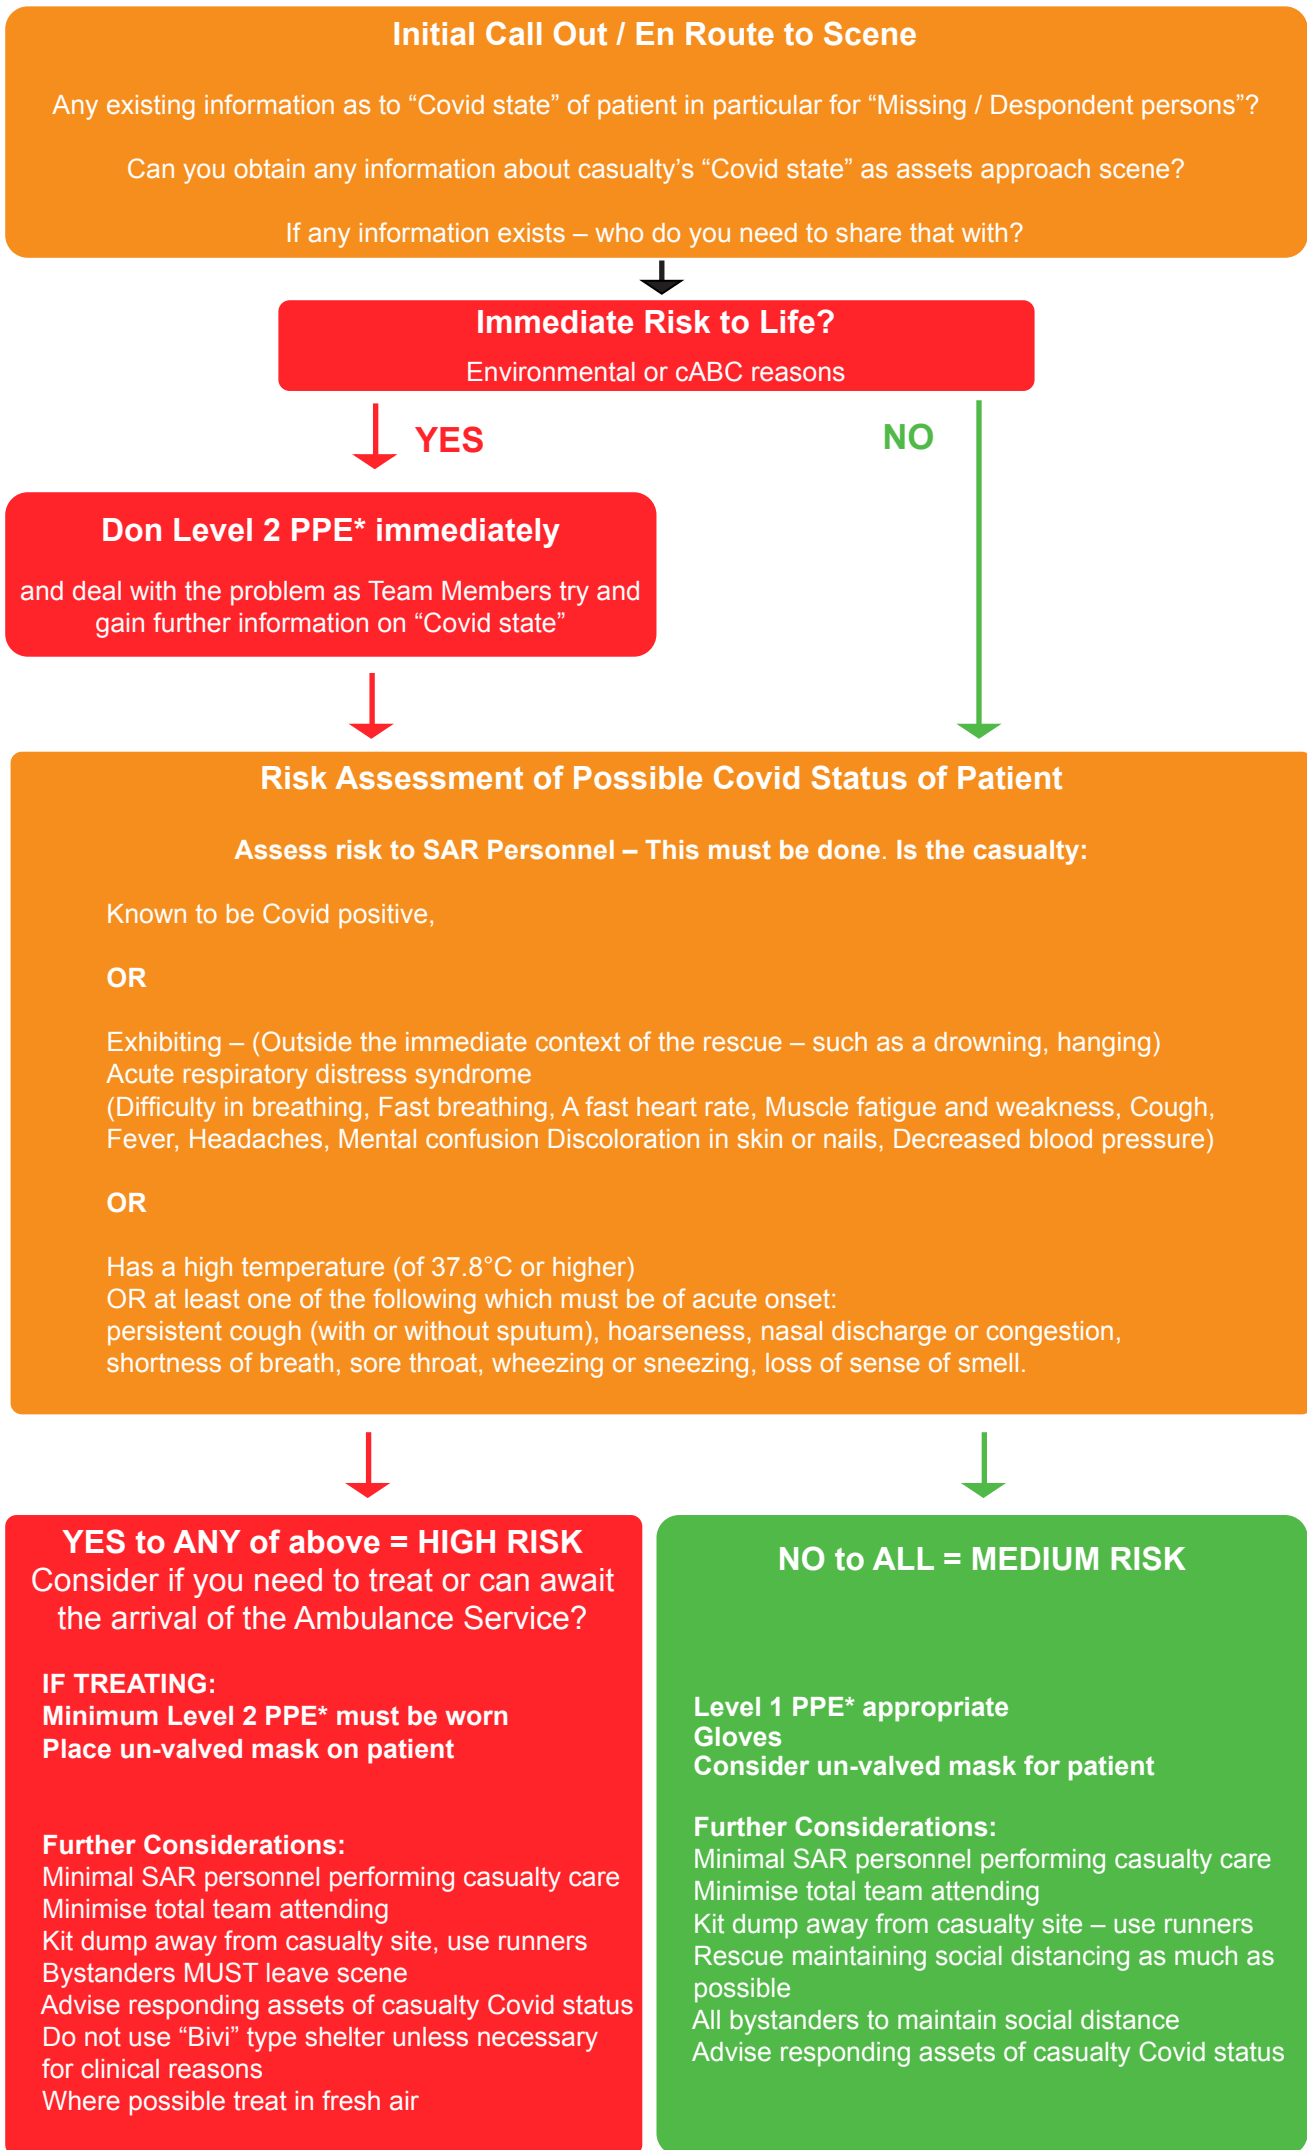 Initial Call Out / En Route to Scene
Any existing information as to “Covid state” of patient in particular for “Missing / Despondent persons”?
Can you obtain any information about casualty’s “Covid state” as assets approach scene?
If any information exists – who do you need to share that with?
Immediate Risk to Life?
Environmental or cABC reasons
YES
NO
Don Level 2 PPE* immediately
and deal with the problem as Team Members try and
gain further information on “Covid state”
Risk Assessment of Possible Covid Status of Patient
Assess risk to SAR Personnel – This must be done. Is the casualty:
Known to be Covid positive,
OR
Exhibiting – (Outside the immediate context of the rescue – such as a drowning, hanging)
Acute respiratory distress syndrome
(Difficulty in breathing, Fast breathing, A fast heart rate, Muscle fatigue and weakness, Cough,
Fever, Headaches, Mental confusion Discoloration in skin or nails, Decreased blood pressure)
OR
Has a high temperature (of 37.8°C or higher)
OR at least one of the following which must be of acute onset:
persistent cough (with or without sputum), hoarseness, nasal discharge or congestion,
shortness of breath, sore throat, wheezing or sneezing, loss of sense of smell.
YES to ANY of above = HIGH RISK
Consider if you need to treat or can await
the arrival of the Ambulance Service?
IF TREATING:
Minimum Level 2 PPE* must be worn
Place un-valved mask on patient
Further Considerations:
Minimal SAR personnel performing casualty care
Minimise total team attending
Kit dump away from casualty site, use runners
Bystanders MUST leave scene
Advise responding assets of casualty Covid status
Do not use “Bivi” type shelter unless necessary
for clinical reasons
Where possible treat in fresh air
NO to ALL = MEDIUM RISK
Level 1 PPE* appropriate
Gloves
Consider un-valved mask for patient
Further Considerations:
Minimal SAR personnel performing casualty care
Minimise total team attending
Kit dump away from casualty site – use runners
Rescue maintaining social distancing as much as
possible
All bystanders to maintain social distance
Advise responding assets of casualty Covid status